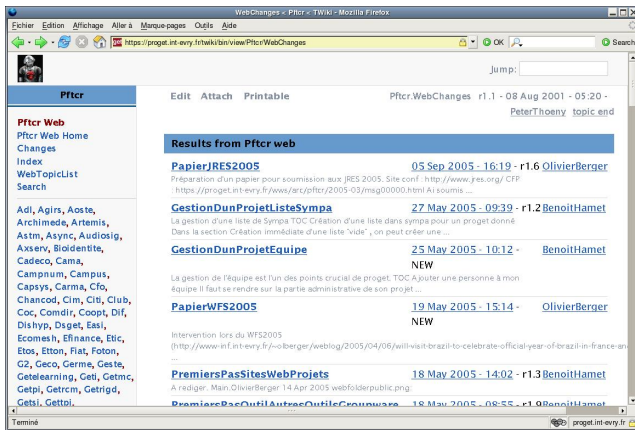 WebChanges < Pftcr < TWiki - Mozilla Firefox
Fichier Edition Affichage Aller à Marque-pages Outils Aide
https://proget.int-evry.fr/twiki/bin/view/Pftcr/WebChanges OK Search
Jump:
Pftcr
Edit Attach Printable
Pftcr.WebChanges r1.1 - 08 Aug 2001 - 05:20 -
PeterThoeny topic end
Pftcr Web
Pftcr Web Home
Changes
Index
WebTopicList
Search
Adl, Agirs, Aoste,
Archimede, Artemis,
Astm, Async, Audiosig,
Axserv, Bioidentite,
Cadeco, Cama,
Campnum, Campus,
Capsys, Carma, Cfo,
Chancod, Cim, Citi, Club,
Coc, Comdir, Coopt, Dif,
Dishyp, Dsget, Easi,
Ecomesh, Efinance, Etic,
Etos, Etton, Fiat, Foton,
G2, Geco, Germe, Geste,
Getelearning, Geti, Getmc,
Getpi, Getrcm, Getrigd,
Getsi, Gettpi,
Results from Pftcr web
PapierJRES2005 05 Sep 2005 - 16:19 - r1.6 OlivierBerger
Préparation d'un papier pour soumission aux JRES 2005. Site conf : http://www.jres.org/ CFP
: https://proget.int-evry.fr/wws/arc/pftcr/2005-03/msg00000.html Ai soumis ...
GestionDunProjetListeSympa 27 May 2005 - 09:39 - r1.2 BenoitHamet
La gestion d'une liste de Sympa TOC Création d'une liste dans sympa pour un projet donné
Dans la section Création immédiate d'une liste "vide" , on peut créer une ...
GestionDunProjetEquipe 25 May 2005 - 10:12 - BenoitHamet
NEW
La gestion de l'équipe est l'un des points crucial de proget. TOC Ajouter une personne à mon
équipe Il faut se rendre sur la partie administrative de son projet ...
PapierWFS2005 19 May 2005 - 15:14 - OlivierBerger
NEW
Intervention lors du WFS2005
(http://www-inf.int-evry.fr/~olberger/weblog/2005/04/06/will-visit-brazil-to-celebrate-official-year-of-brazil-in-france-an
...
PremiersPasSitesWebProjets 18 May 2005 - 14:02 - r1.3 BenoitHamet
A rediger. Main.OlivierBerger 14 Apr 2005 webfolderpublic.png:
PremiersPasOutilAutresOutilsGroupware 18 May 2005 - 08:55 - r1.9 BenoitHamet
Terminé proget.int-evry.fr